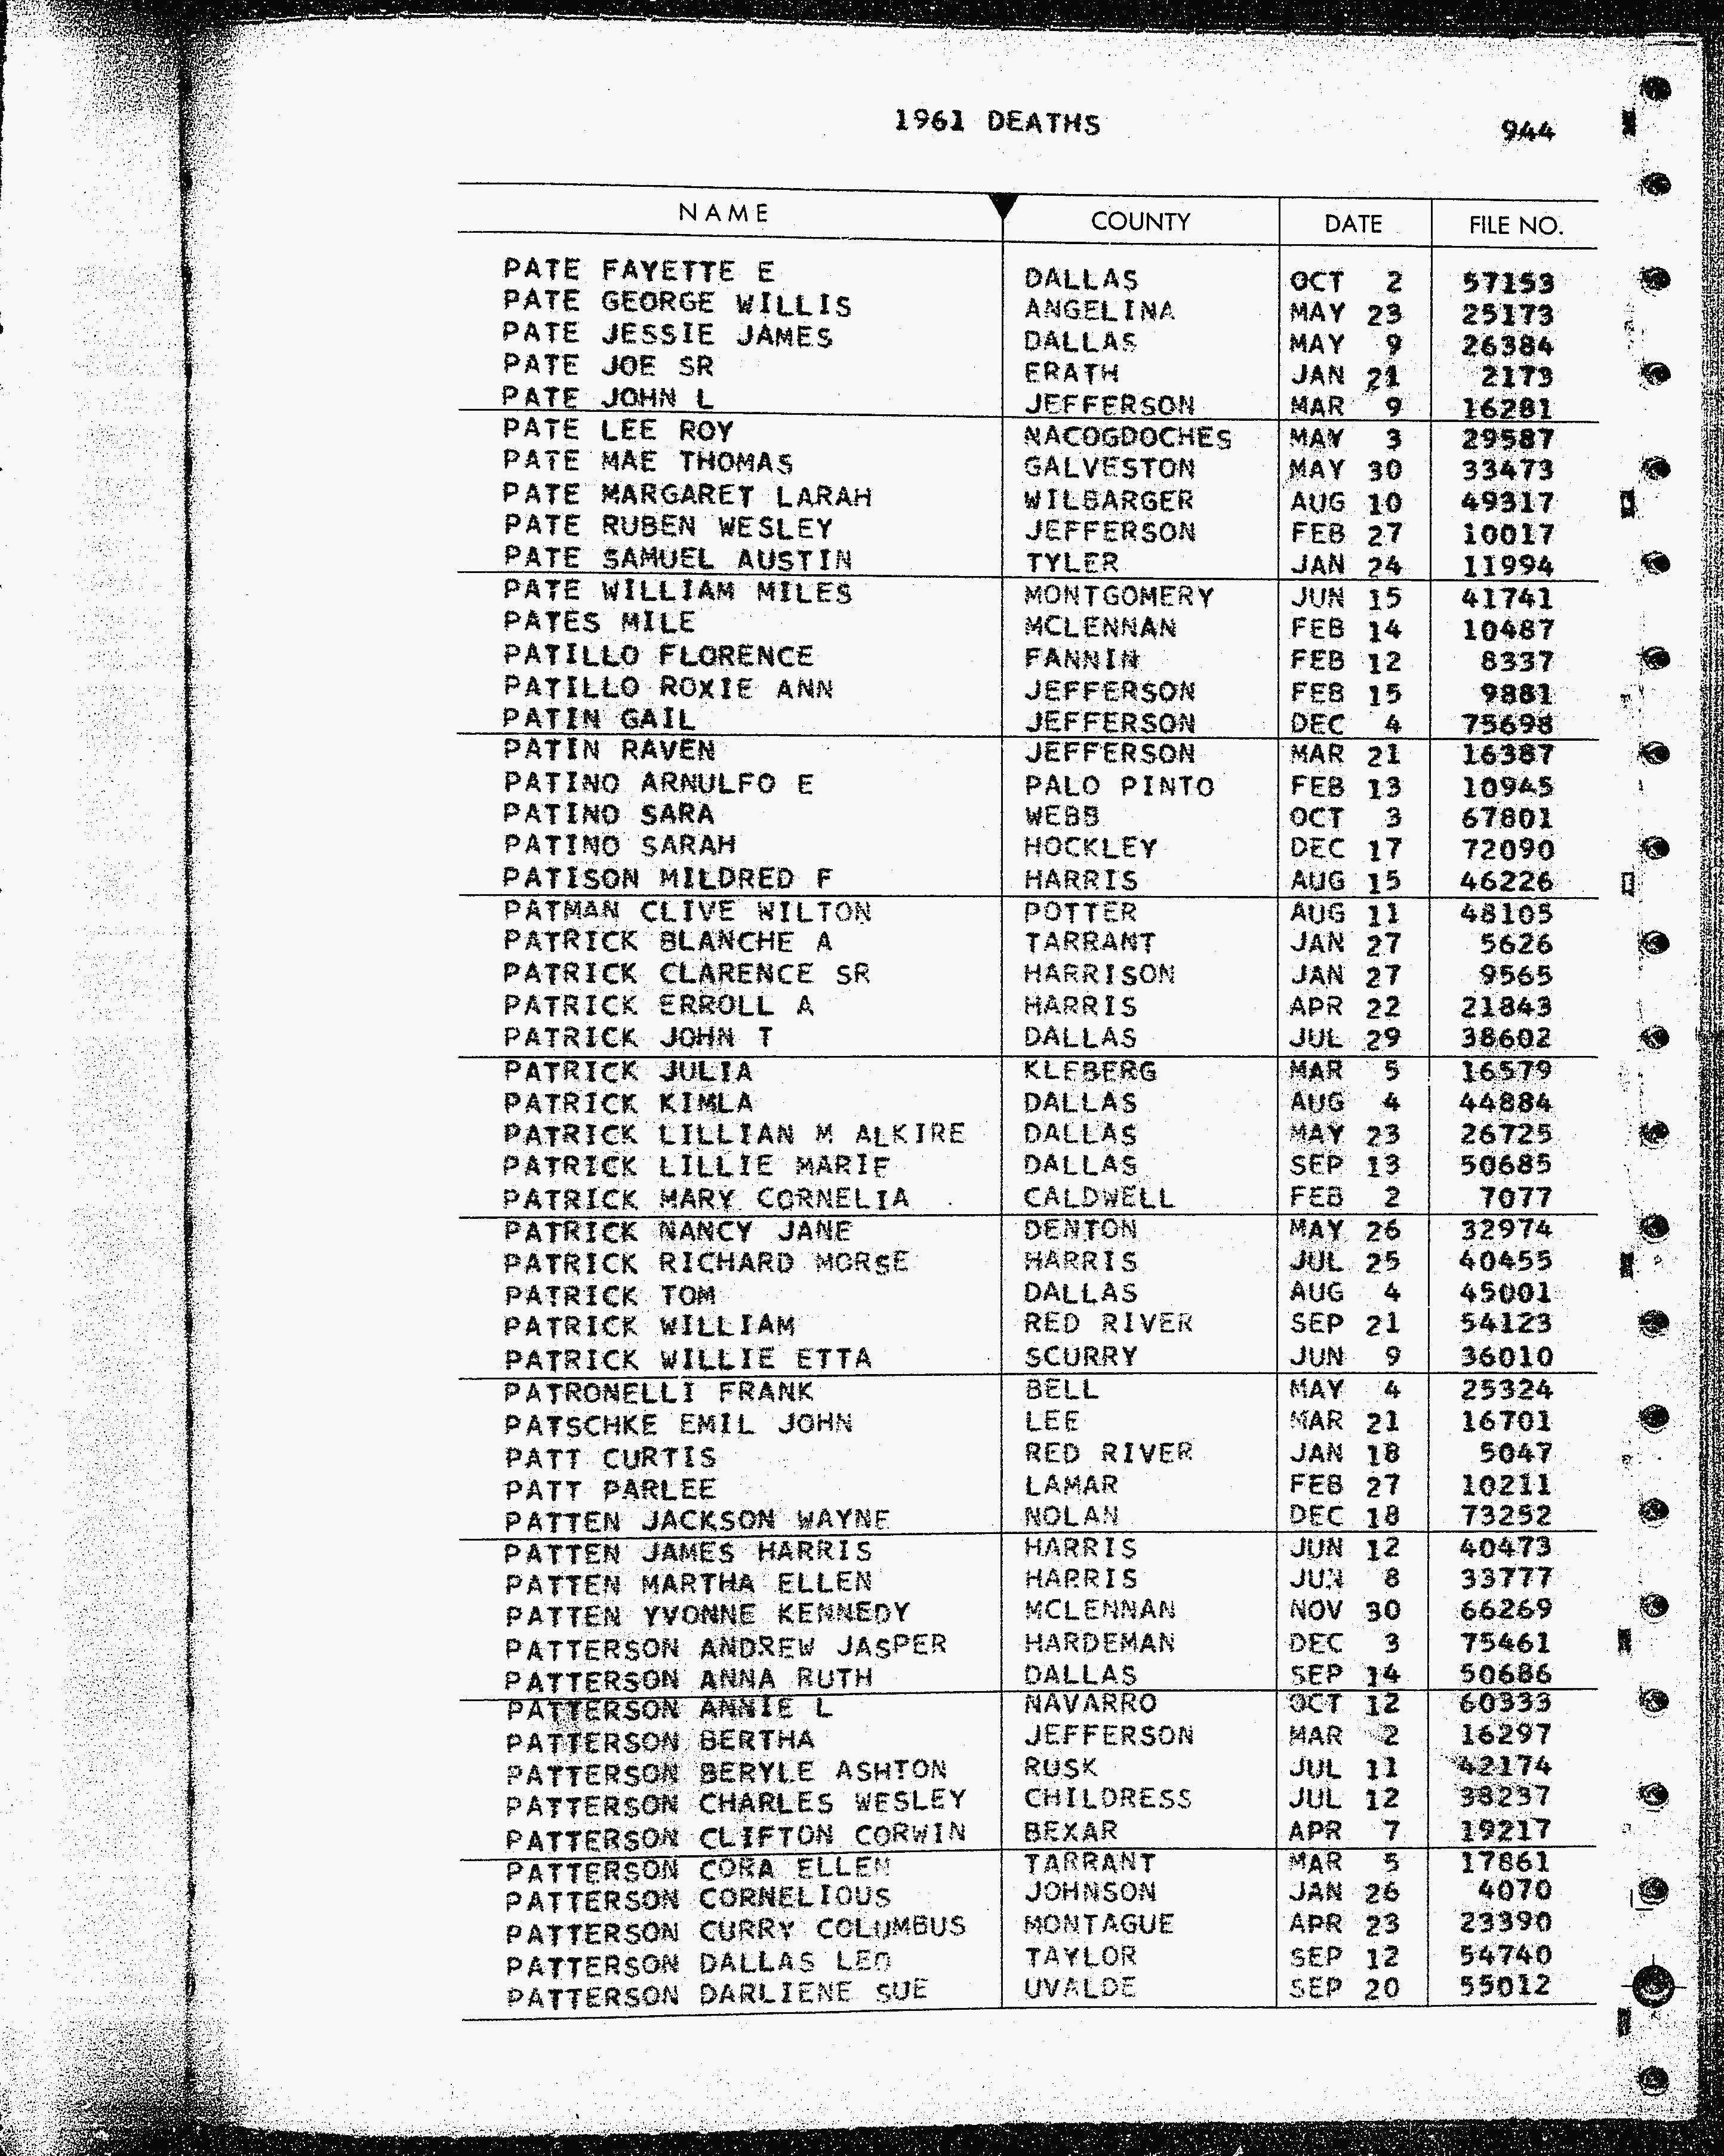 1961 DEATHS 944
NAME COUNTY DATE FILE NO.
PATE FAYETTE E DALLAS OCT 2 57153
PATE GEORGE WILLIS ANGELINA MAY 23 25173
PATE JESSIE JAMES DALLAS MAY 9 26384
PATE JOE SR ERATH JAN 21 2173
PATE JOHN L JEFFERSON MAR 9 16281
PATE LEE ROY NACOGDOCHES MAY 3 29587
PATE MAE THOMAS GALVESTON MAY 30 33473
PATE MARGARET LARAH WILBARGER AUG 10 49317
PATE RUBEN WESLEY JEFFERSON FEB 27 10017
PATE SAMUEL AUSTIN TYLER JAN 24 11994
PATE WILLIAM MILES MONTGOMERY JUN 15 41741
PATES MILE MCLENNAN FEB 14 10487
PATILLO FLORENCE FANNIN FEB 12 8337
PATILLO ROXIE ANN JEFFERSON FEB 15 9881
PATIN GAIL JEFFERSON DEC 4 75698
PATIN RAVEN JEFFERSON MAR 21 16387
PATINO ARNULFO E PALO PINTO FEB 13 10945
PATINO SARA WEBB OCT 3 67801
PATINO SARAH HOCKLEY DEC 17 72090
PATISON MILDRED F HARRIS AUG 15 46226
PATMAN CLIVE WILTON POTTER AUG 11 48105
PATRICK BLANCHE A TARRANT JAN 27 5626
PATRICK CLARENCE SR HARRISON JAN 27 9565
PATRICK ERROLL A HARRIS APR 22 21843
PATRICK JOHN T DALLAS JUL 29 38602
PATRICK JULIA KLEBERG MAR 5 16579
PATRICK KIMLA DALLAS AUG 4 44884
PATRICK LILLIAN M ALKIRE DALLAS MAY 23 26725
PATRICK LILLIE MARIE DALLAS SEP 13 50685
PATRICK MARY CORNELIA CALDWELL FEB 2 7077
PATRICK NANCY JANE DENTON MAY 26 32974
PATRICK RICHARD MORSE HARRIS JUL 25 40455
PATRICK TOM DALLAS AUG 4 45001
PATRICK WILLIAM RED RIVER SEP 21 54123
PATRICK WILLIE ETTA SCURRY JUN 9 36010
PATRONELLI FRANK BELL MAY 4 25324
PATSCHKE EMIL JOHN LEE MAR 21 16701
PATT CURTIS RED RIVER JAN 18 5047
PATT PARLEE LAMAR FEB 27 10211
PATTEN JACKSON WAYNE NOLAN DEC 18 73252
PATTEN JAMES HARRIS HARRIS JUN 12 40473
PATTEN MARTHA ELLEN HARRIS JUN 8 33777
PATTEN YVONNE KENNEDY MCLENNAN NOV 30 66269
PATTERSON ANDREW JASPER HARDEMAN DEC 3 75461
PATTERSON ANNA RUTH DALLAS SEP 14 50686
PATTERSON ANNIE L NAVARRO OCT 12 60333
PATTERSON BERTHA JEFFERSON MAR 2 16297
PATTERSON BERYLE ASHTON RUSK JUL 11 42174
PATTERSON CHARLES WESLEY CHILDRESS JUL 12 38237
PATTERSON CLIFTON CORWIN BEXAR APR 7 19217
PATTERSON CORA ELLEN TARRANT MAR 5 17861
PATTERSON CORNELIOUS JOHNSON JAN 26 4070
PATTERSON CURRY COLUMBUS MONTAGUE APR 23 23390
PATTERSON DALLAS LEO TAYLOR SEP 12 54740
PATTERSON DARLIENE SUE UVALDE SEP 20 55012